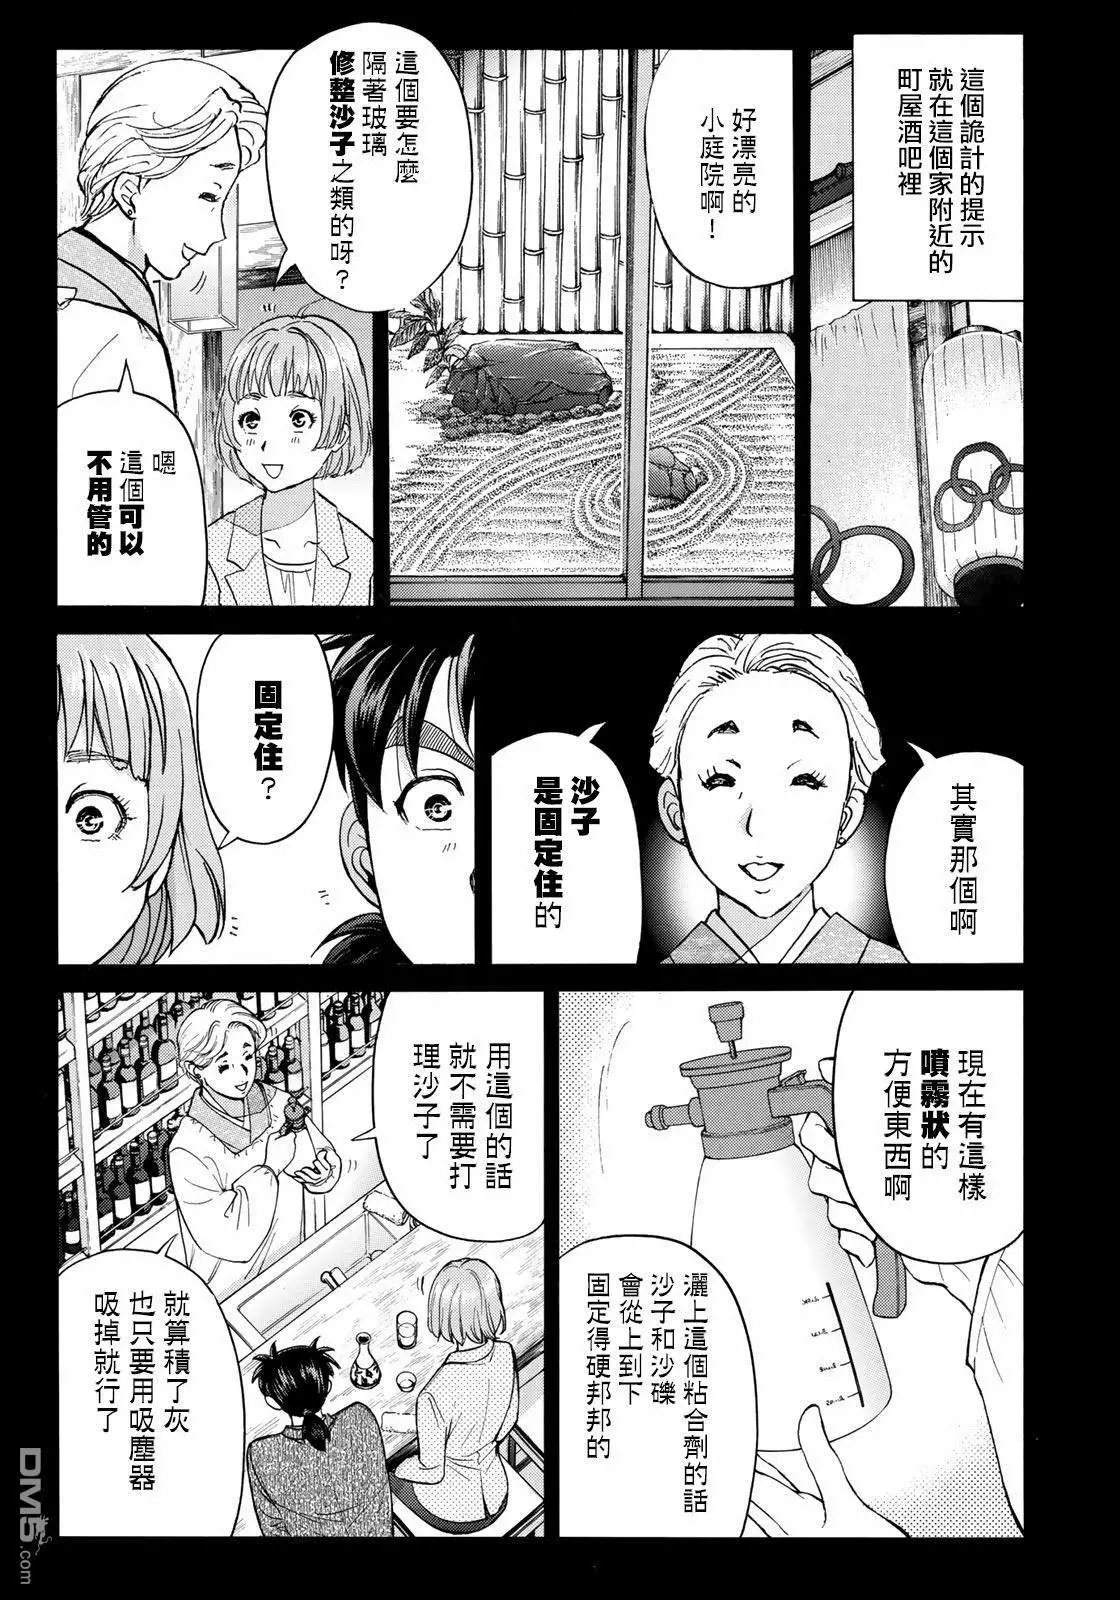 這個詭計的提示
就在這個家附近的
町屋酒吧裡
好漂亮的
小庭院啊！
這個要怎麼
隔著玻璃
修整沙子之類的呀？
嗯
這個可以
不用管的
其實那個啊
沙子
是固定住的
固定住？
現在有這樣
噴霧狀的
方便東西啊
灑上這個粘合劑的話
沙子和沙礫
會從上到下
固定得硬邦邦的
用這個的話
就不需要打
理沙子了
就算積了灰
也只要用吸塵器
吸掉就行了
DM5.com